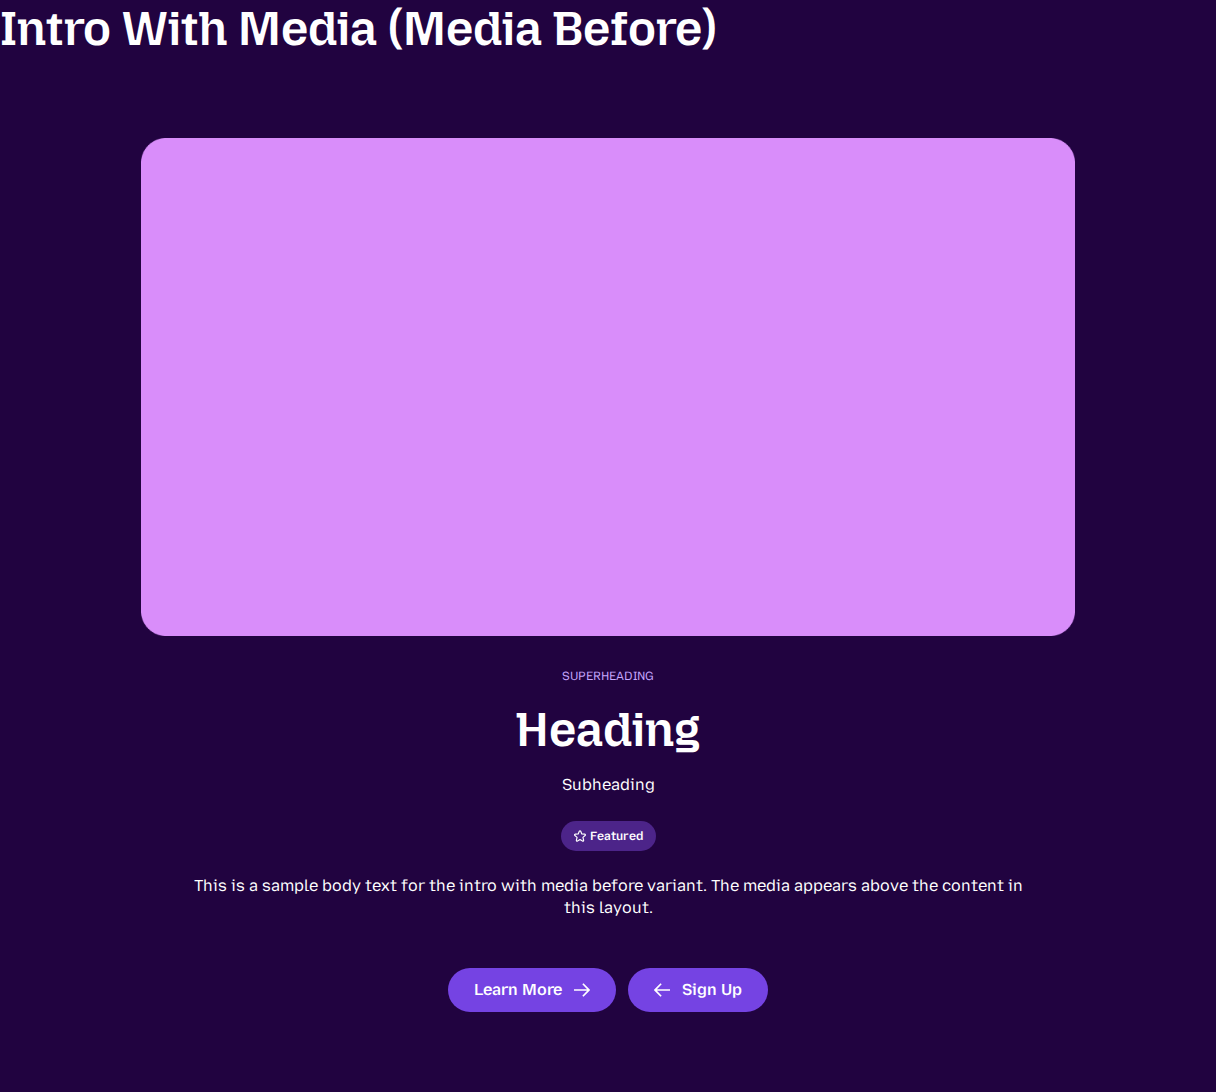 Intro With Media (Media Before)
SUPERHEADING
Heading
Subheading
Featured
This is a sample body text for the intro with media before variant. The media appears above the content in
this layout.
Learn More
Sign Up